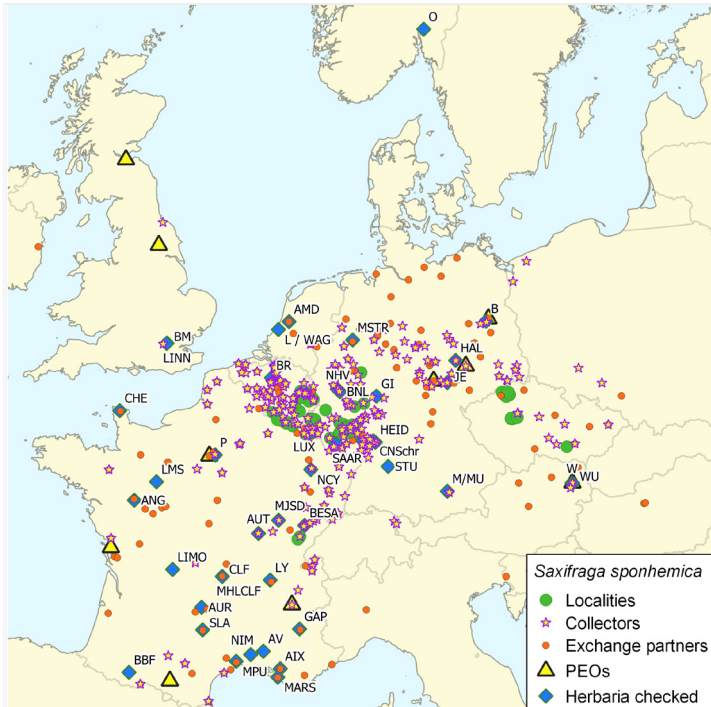 O
BM
LINN
AMD
L / WAG
MSTR
B
BR
NHV
BNL
GI
HAL
JE
CHE
P
LUX
SAAR
HEID
CNSchr
STU
LMS
ANG
NCY
M/MU
W
WU
MJSD
AUT
BESA
LIMO
CLF
MHLCLF
LY
AUR
SLA
GAP
NIM
AV
BBF
MPU
AIX
MARS
Saxifraga sponhemica
Localities
Collectors
Exchange partners
PEOs
Herbaria checked